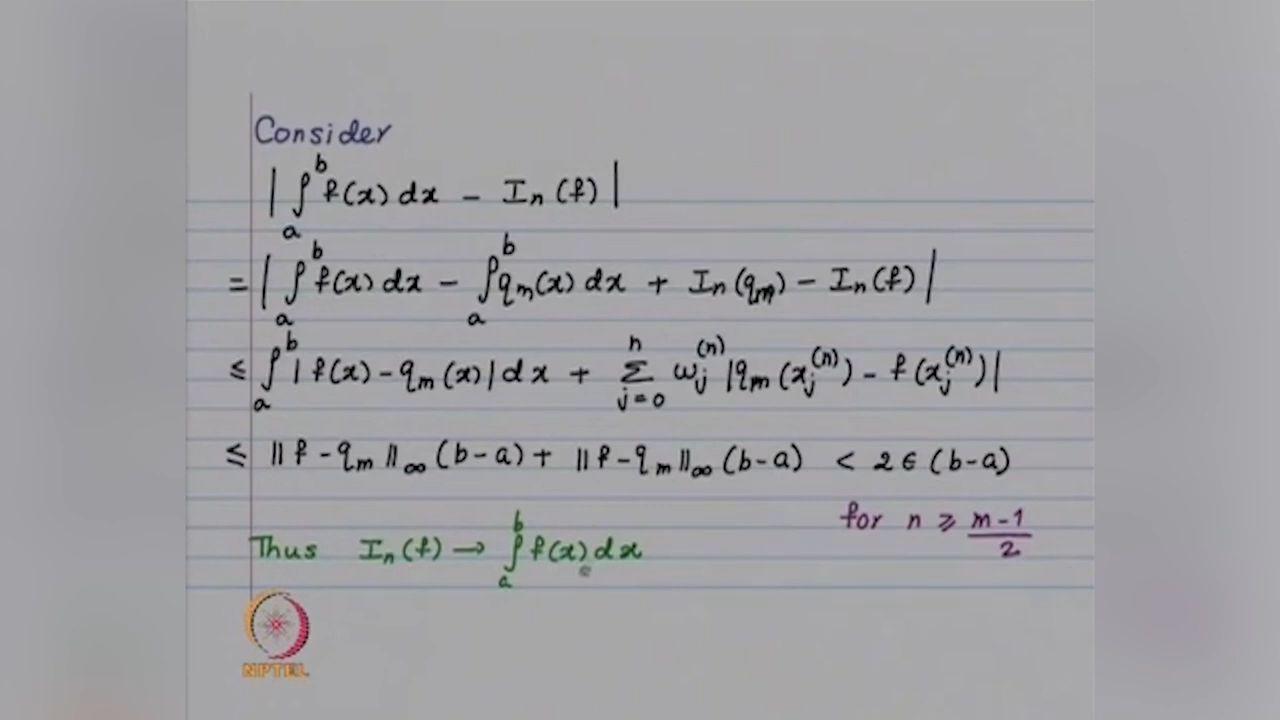 Consider
| ∫_a^b f(x) dx − I_n(f) |
= | ∫_a^b f(x) dx − ∫_a^b q_m(x) dx + I_n(q_m) − I_n(f) |
≤ ∫_a^b | f(x) − q_m(x) | dx + Σ_{j=0}^n ω_j^{(n)} | q_m(x_j^{(n)}) − f(x_j^{(n)}) |
≤ ‖f − q_m‖_∞ (b−a) + ‖f − q_m‖_∞ (b−a) < 2ϵ(b−a)
for n ≥ (m−1)/2
Thus I_n(f) → ∫_a^b f(x) dx
NPTEL